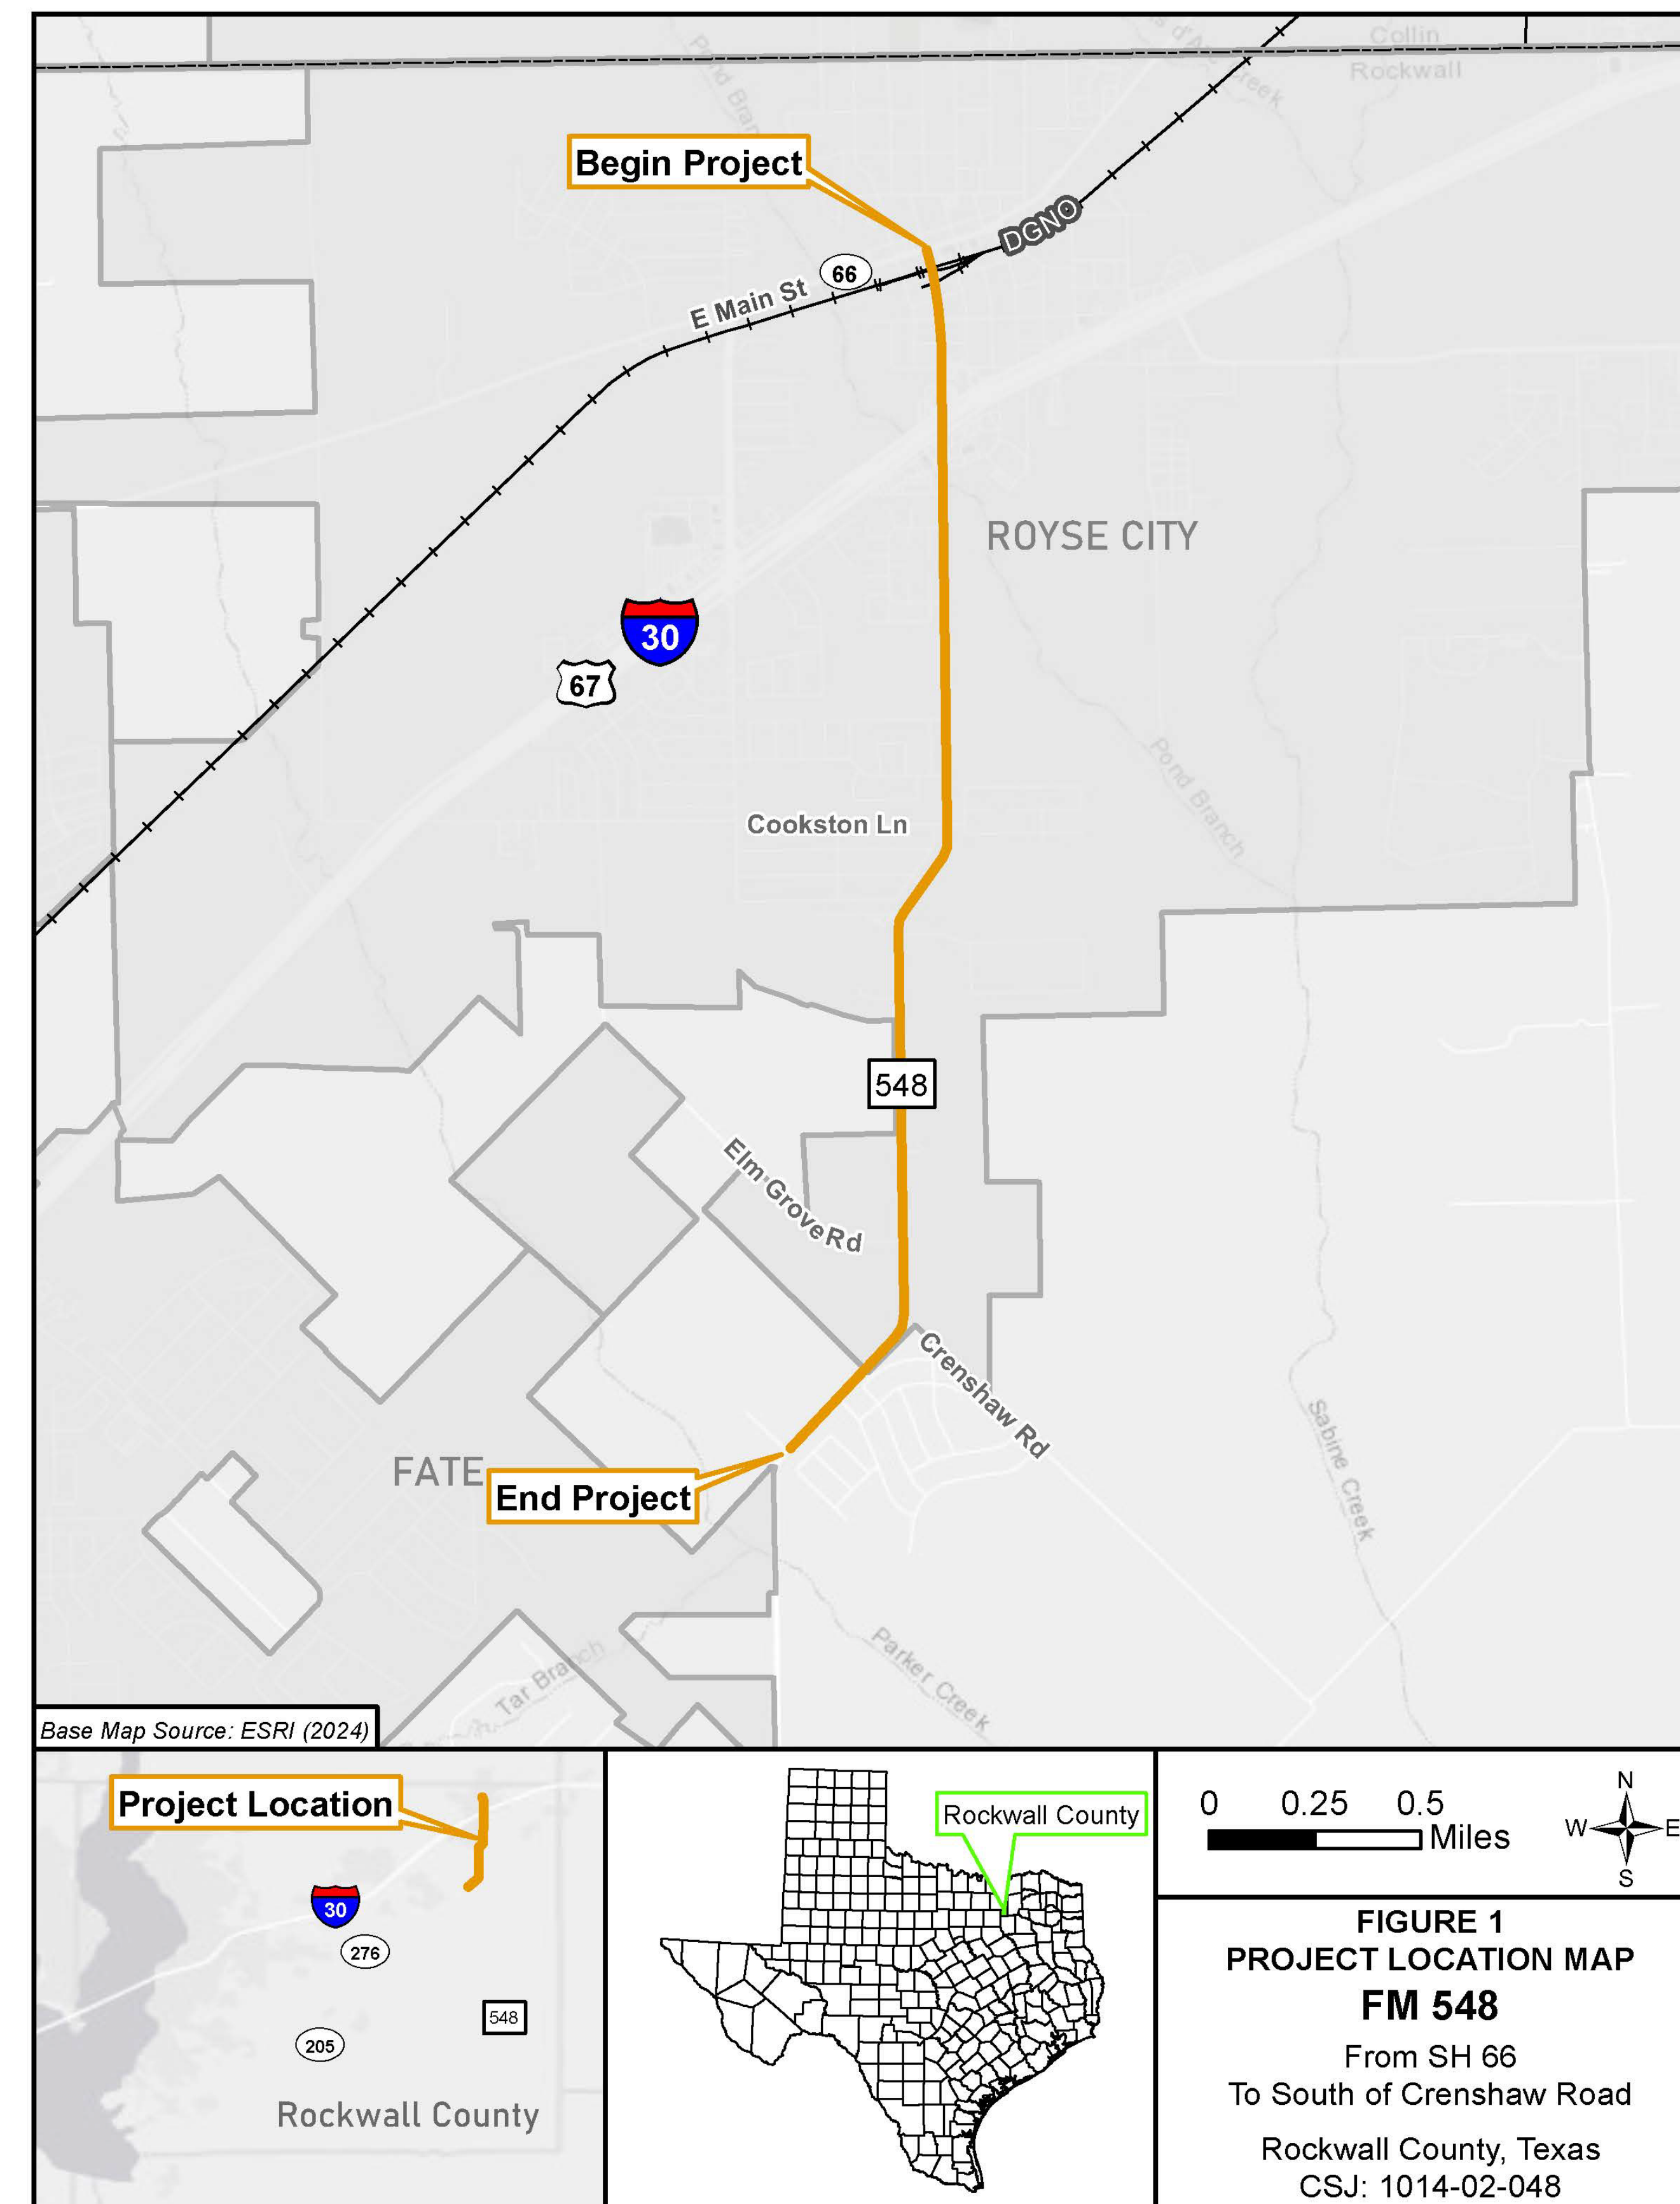 Collin
Rockwall
Creek
Pond Branch
Begin Project
DGNO
66
E Main St
ROYSE CITY
30
67
Pond Branch
Cookston Ln
548
Elm Grove Rd
Crenshaw Rd
Sabine Creek
FATE
End Project
Parker Creek
Tar Branch
Base Map Source: ESRI (2024)
Project Location
30
276
548
205
Rockwall County
Rockwall County
0 0.25 0.5
Miles
N
W E
S
FIGURE 1
PROJECT LOCATION MAP
FM 548
From SH 66
To South of Crenshaw Road
Rockwall County, Texas
CSJ: 1014-02-048